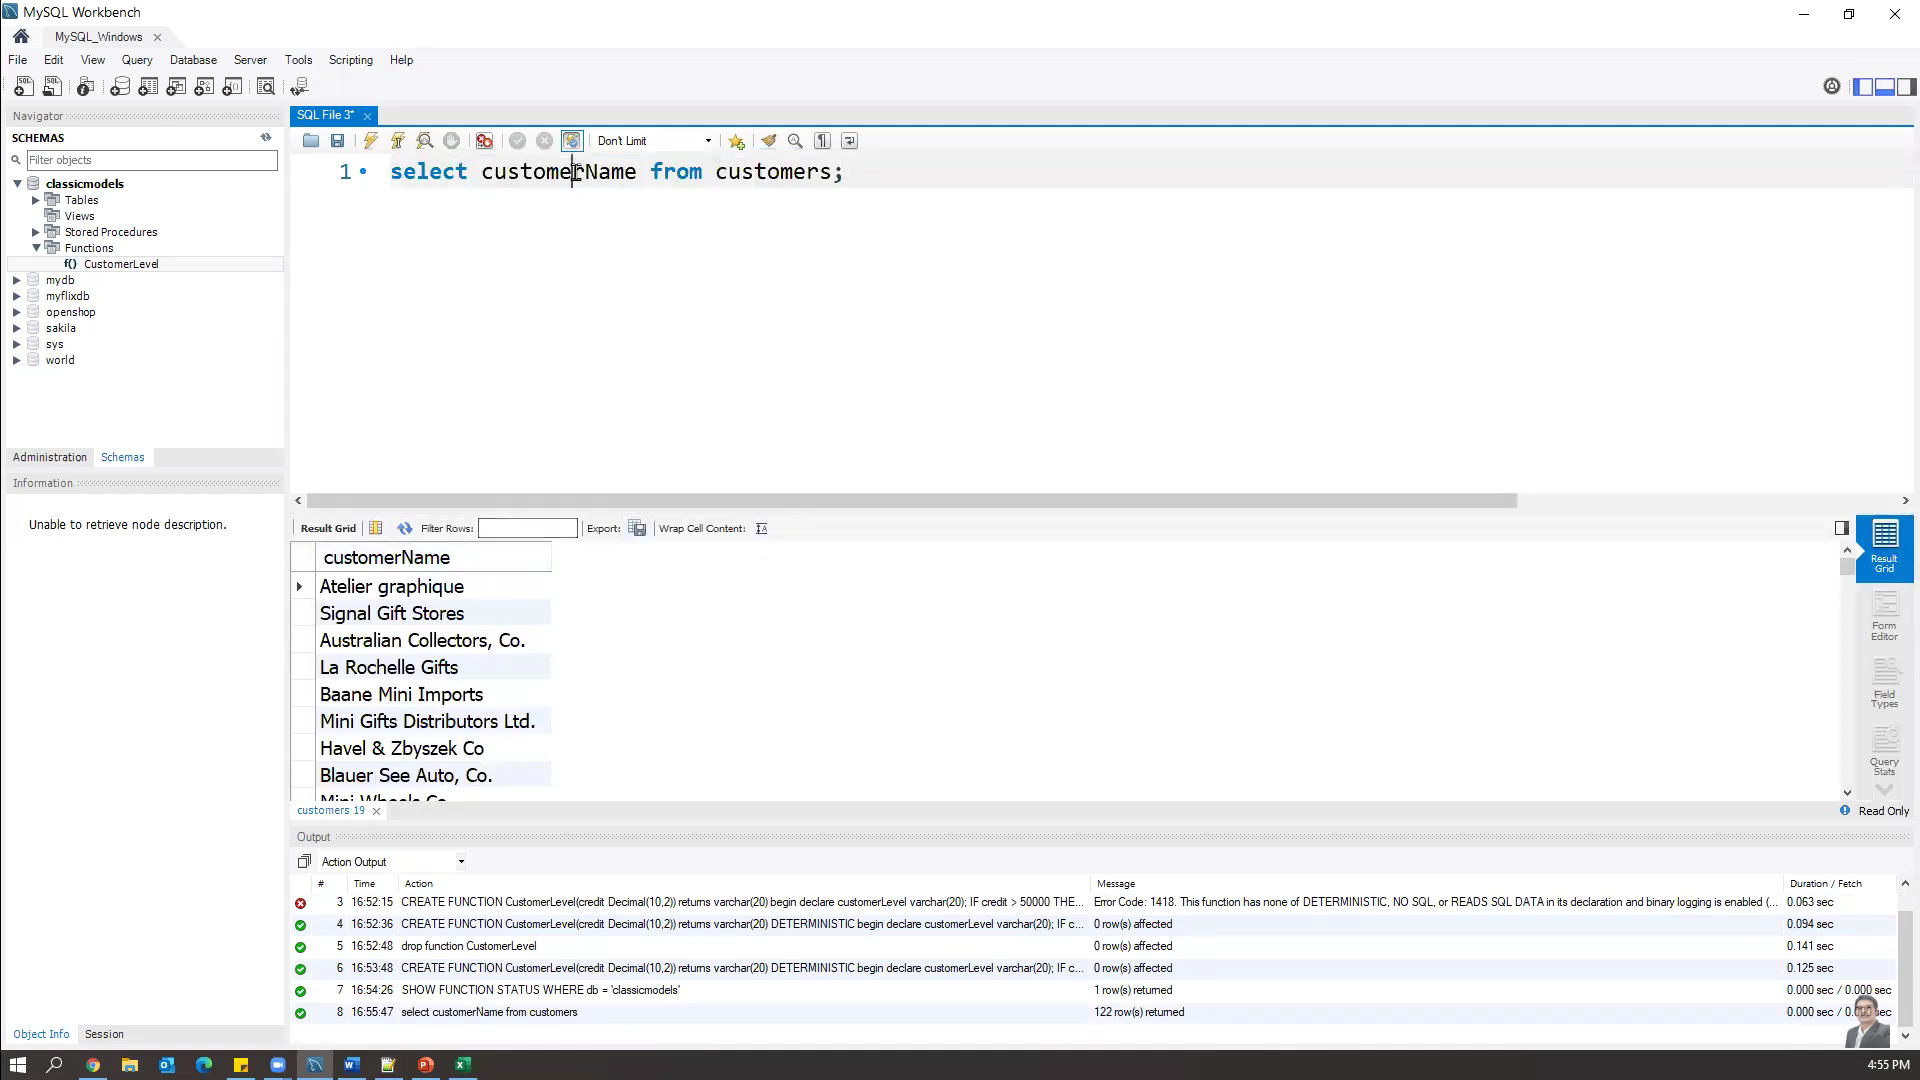 MySQL Workbench
MySQL_Windows
File Edit View Query Database Server Tools Scripting Help
Navigator
SCHEMAS
Filter objects
classicmodels
Tables
Views
Stored Procedures
Functions
f() CustomerLevel
mydb
myflixdb
openshop
sakila
sys
world
Administration Schemas
Information
Unable to retrieve node description.
Object Info Session
SQL File 3*
Don't Limit
1 select customerName from customers;
Result Grid Filter Rows: Export: Wrap Cell Content:
customerName
Atelier graphique
Signal Gift Stores
Australian Collectors, Co.
La Rochelle Gifts
Baane Mini Imports
Mini Gifts Distributors Ltd.
Havel & Zbyszek Co
Blauer See Auto, Co.
Mini Wheels Co.
Result
Grid
Form
Editor
Field
Types
Query
Stats
customers 19
Read Only
Output
Action Output
# Time Action Message Duration / Fetch
3 16:52:15 CREATE FUNCTION CustomerLevel(credit Decimal(10,2)) returns varchar(20) begin declare customerLevel varchar(20); IF credit > 50000 THE... Error Code: 1418. This function has none of DETERMINISTIC, NO SQL, or READS SQL DATA in its declaration and binary logging is enabled (... 0.063 sec
4 16:52:36 CREATE FUNCTION CustomerLevel(credit Decimal(10,2)) returns varchar(20) DETERMINISTIC begin declare customerLevel varchar(20); IF c... 0 row(s) affected 0.094 sec
5 16:52:48 drop function CustomerLevel 0 row(s) affected 0.141 sec
6 16:53:48 CREATE FUNCTION CustomerLevel(credit Decimal(10,2)) returns varchar(20) DETERMINISTIC begin declare customerLevel varchar(20); IF c... 0 row(s) affected 0.125 sec
7 16:54:26 SHOW FUNCTION STATUS WHERE db = 'classicmodels' 1 row(s) returned 0.000 sec / 0.000 sec
8 16:55:47 select customerName from customers 122 row(s) returned 0.000 sec / 0.000 sec
4:55 PM